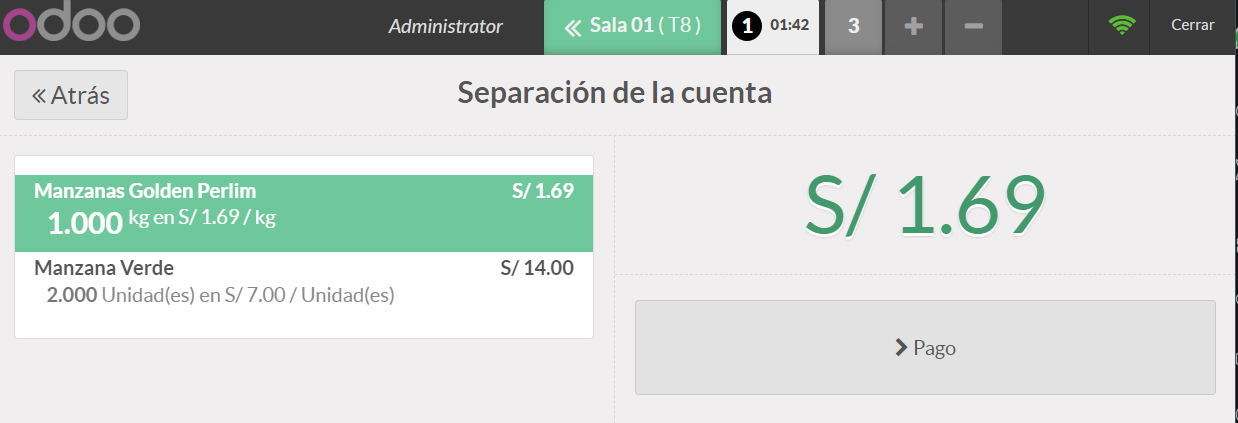 odoo
Administrator
Sala 01 ( T8 )
1 01:42
3
+
−
Cerrar
Atrás
Separación de la cuenta
Manzanas Golden Perlim S/ 1.69
1.000 kg en S/ 1.69 / kg
Manzana Verde S/ 14.00
2.000 Unidad(es) en S/ 7.00 / Unidad(es)
S/ 1.69
Pago